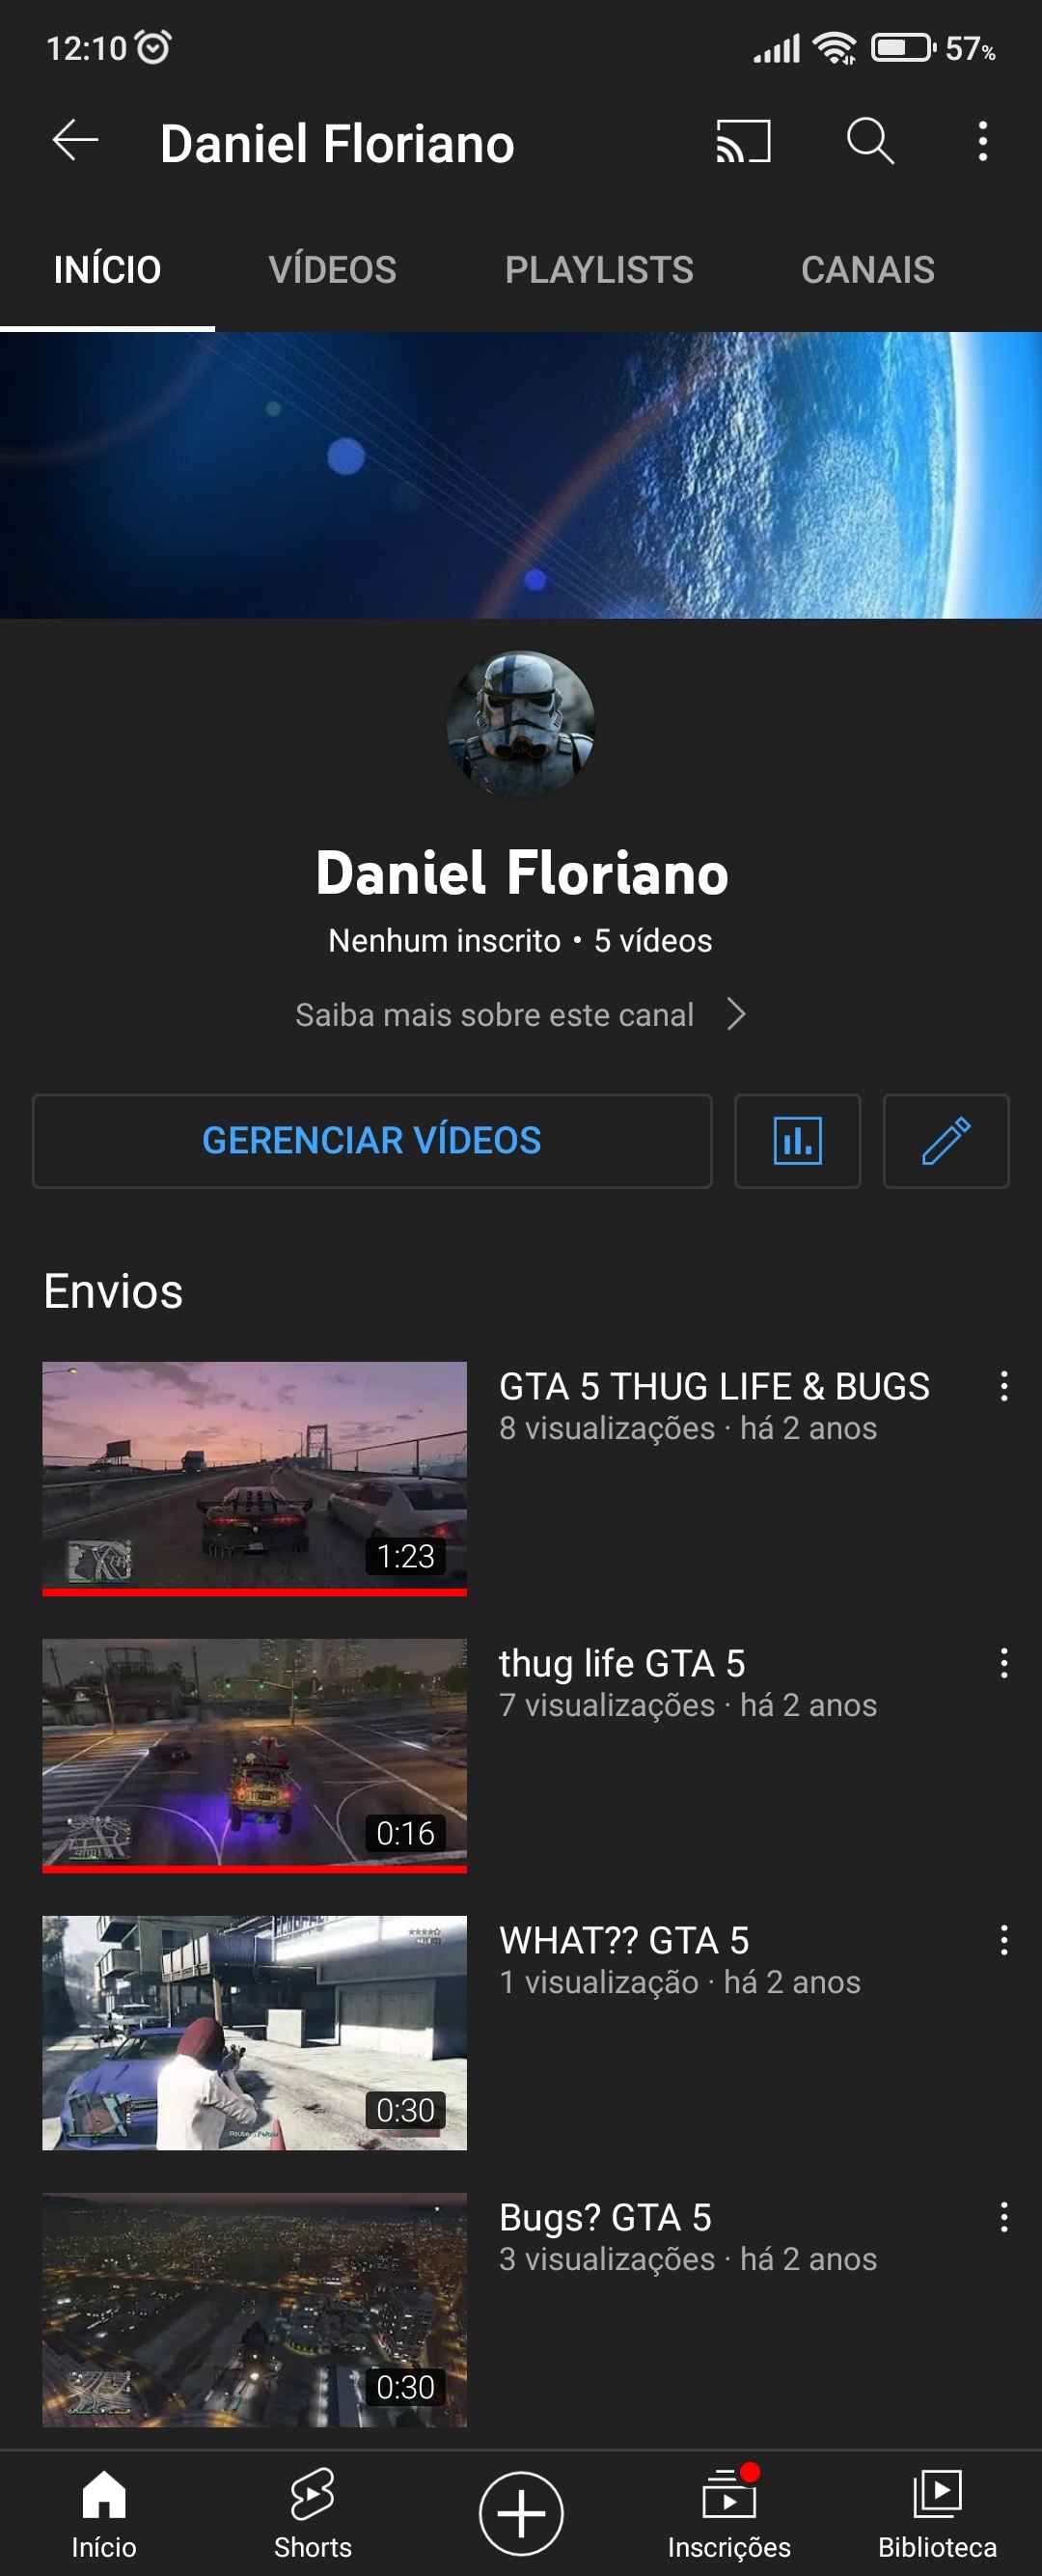 12:10
57%
Daniel Floriano
INÍCIO
VÍDEOS
PLAYLISTS
CANAIS
Daniel Floriano
Nenhum inscrito • 5 vídeos
Saiba mais sobre este canal
GERENCIAR VÍDEOS
Envios
GTA 5 THUG LIFE & BUGS
8 visualizações · há 2 anos
1:23
thug life GTA 5
7 visualizações · há 2 anos
0:16
WHAT?? GTA 5
1 visualização · há 2 anos
0:30
Bugs? GTA 5
3 visualizações · há 2 anos
0:30
Início
Shorts
Inscrições
Biblioteca